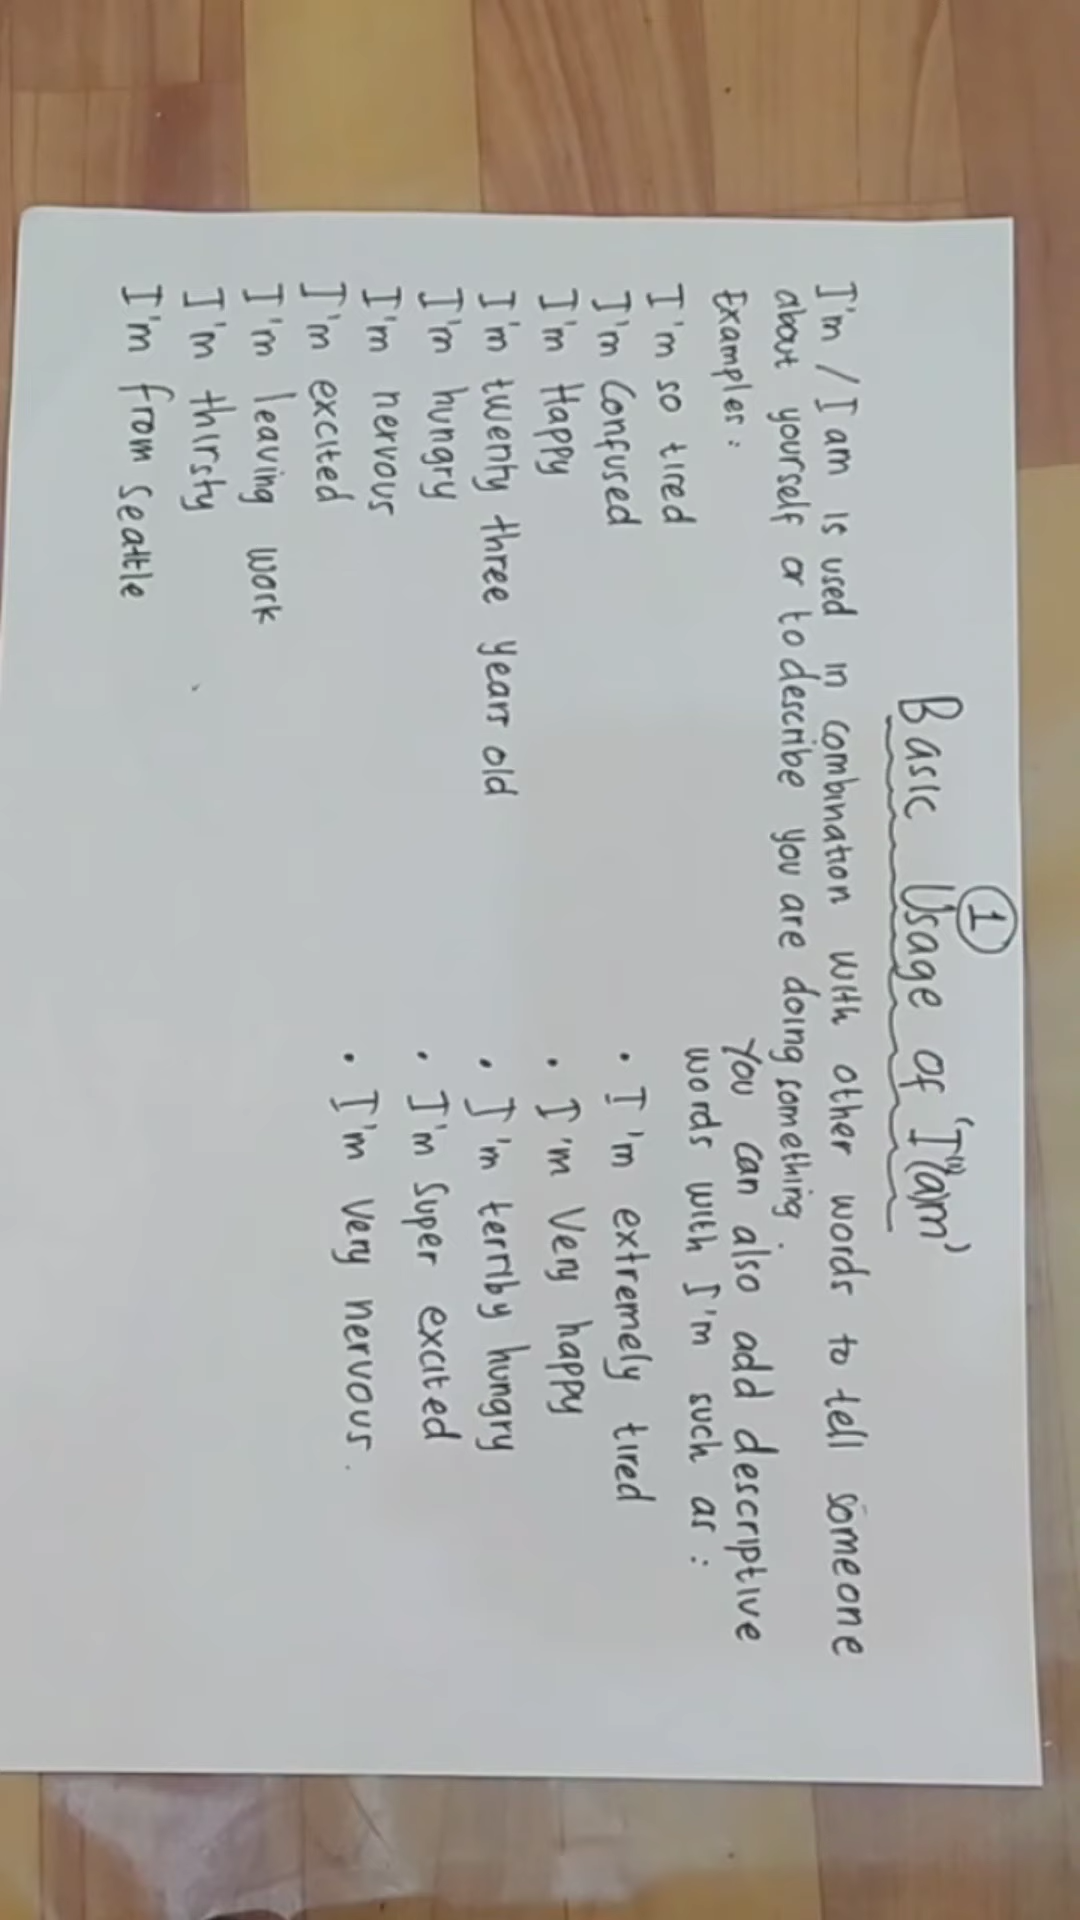 1
Basic Usage of 'I'(a)m'
I'm / I am is used in combination with other words to tell someone
about yourself or to describe you are doing something
Examples:
I'm so tired
I'm Confused
I'm Happy
I'm twenty three years old
I'm hungry
I'm nervous
I'm excited
I'm leaving work
I'm thirsty
I'm from Seattle
You can also add descriptive
words with I'm such as:
• I'm extremely tired
• I'm Very happy
• I'm terriby hungry
• I'm Super excited
• I'm Very nervous.